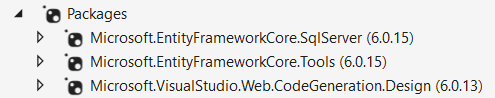 Packages
Microsoft.EntityFrameworkCore.SqlServer (6.0.15)
Microsoft.EntityFrameworkCore.Tools (6.0.15)
Microsoft.VisualStudio.Web.CodeGeneration.Design (6.0.13)